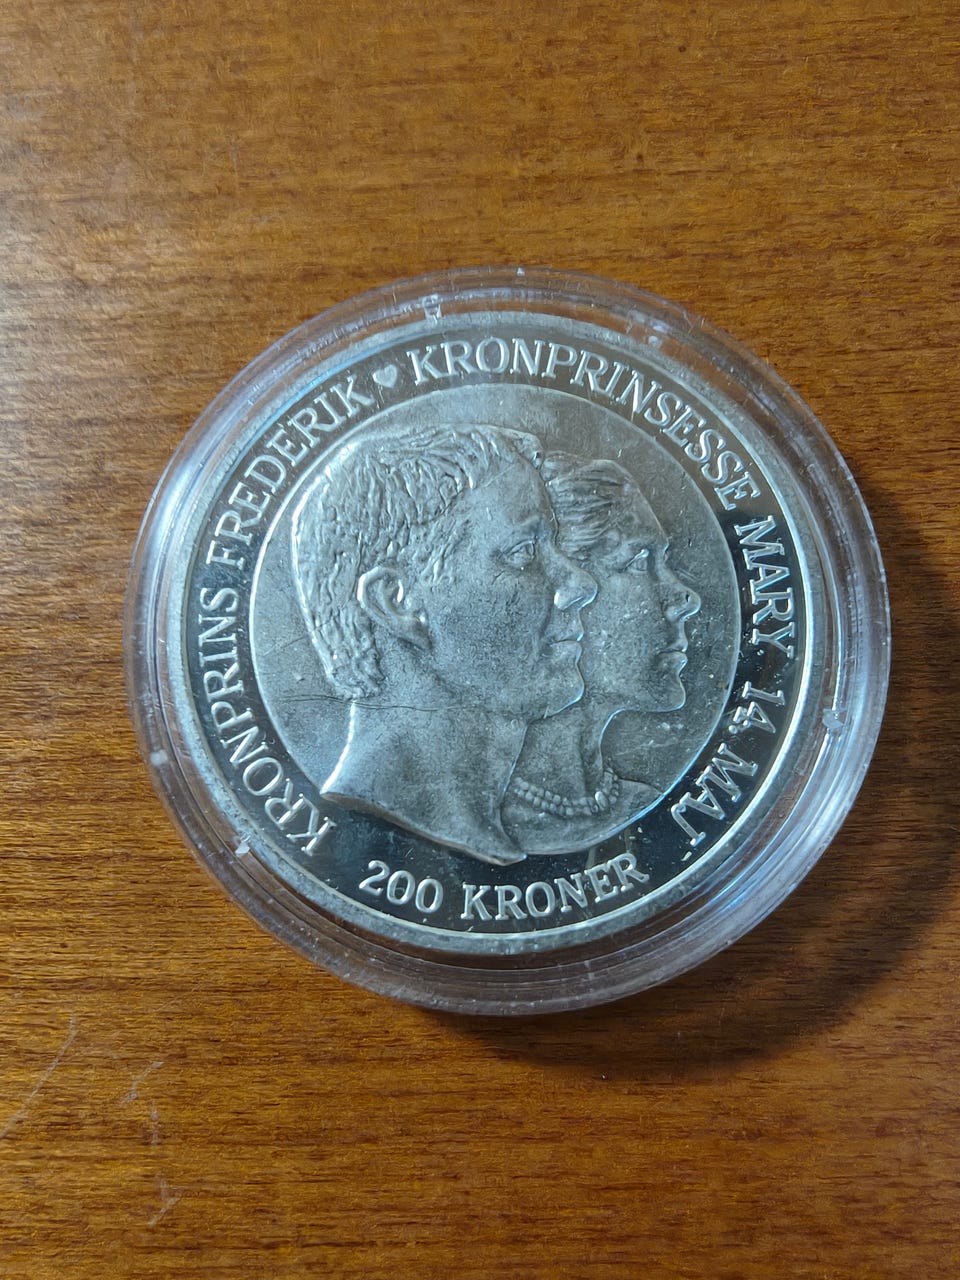 KRONPRINS FREDERIK ♥ KRONPRINSESSE MARY 14. MAJ
200 KRONER